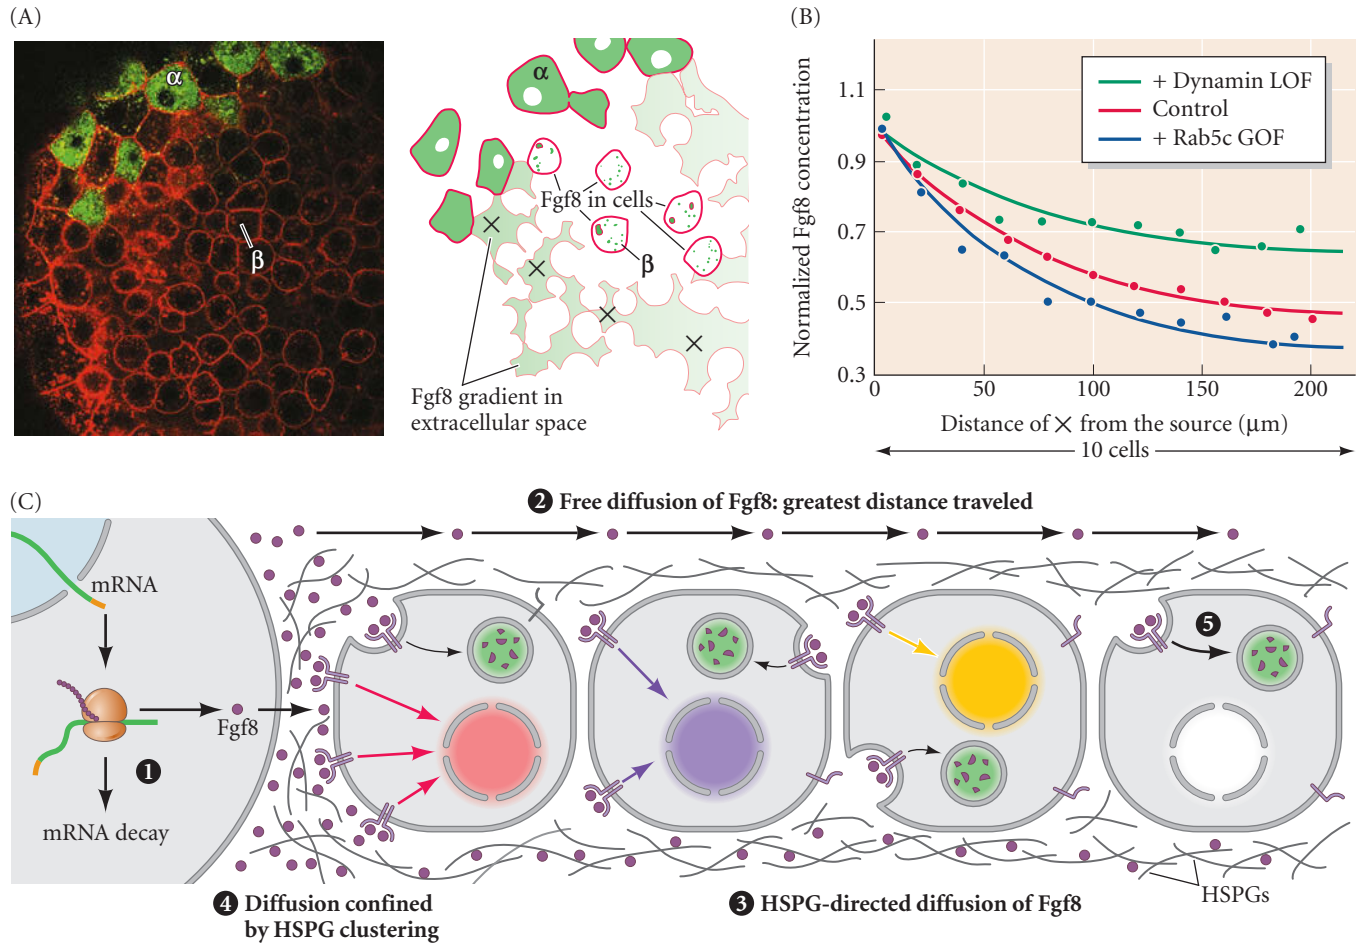 (A)
α
β
α
Fgf8 in cells
β
Fgf8 gradient in
extracellular space
(B)
Normalized Fgf8 concentration
1.1
0.9
0.7
0.5
0.3
0
50
100
150
200
+ Dynamin LOF
Control
+ Rab5c GOF
Distance of × from the source (μm)
10 cells
(C)
2 Free diffusion of Fgf8: greatest distance traveled
mRNA
Fgf8
1
mRNA decay
5
4 Diffusion confined
by HSPG clustering
3 HSPG-directed diffusion of Fgf8
HSPGs